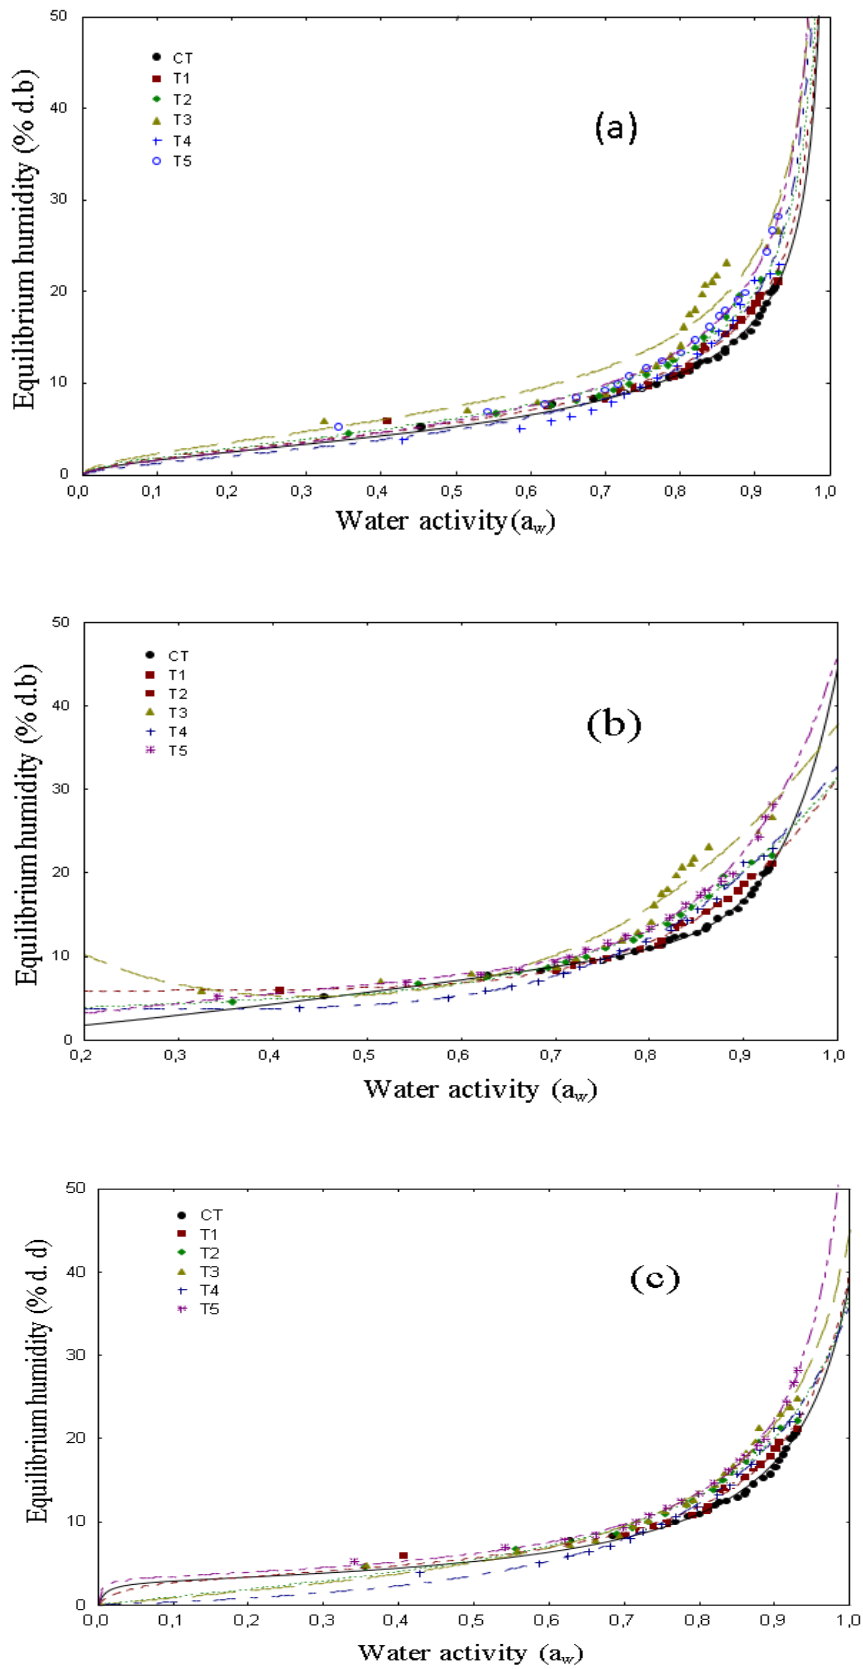 50
40
30
20
10
0
Equilibrium humidity (% d.b)
CT
T1
T2
T3
T4
T5
(a)
0,0 0,1 0,2 0,3 0,4 0,5 0,6 0,7 0,8 0,9 1,0
Water activity (aw)
50
40
30
20
10
0
Equilibrium humidity (% d.b)
CT
T1
T2
T3
T4
T5
(b)
0,2 0,3 0,4 0,5 0,6 0,7 0,8 0,9 1,0
Water activity (aw)
50
40
30
20
10
0
Equilibrium humidity (% d. d)
CT
T1
T2
T3
T4
T5
(c)
0,0 0,1 0,2 0,3 0,4 0,5 0,6 0,7 0,8 0,9 1,0
Water activity (aw)